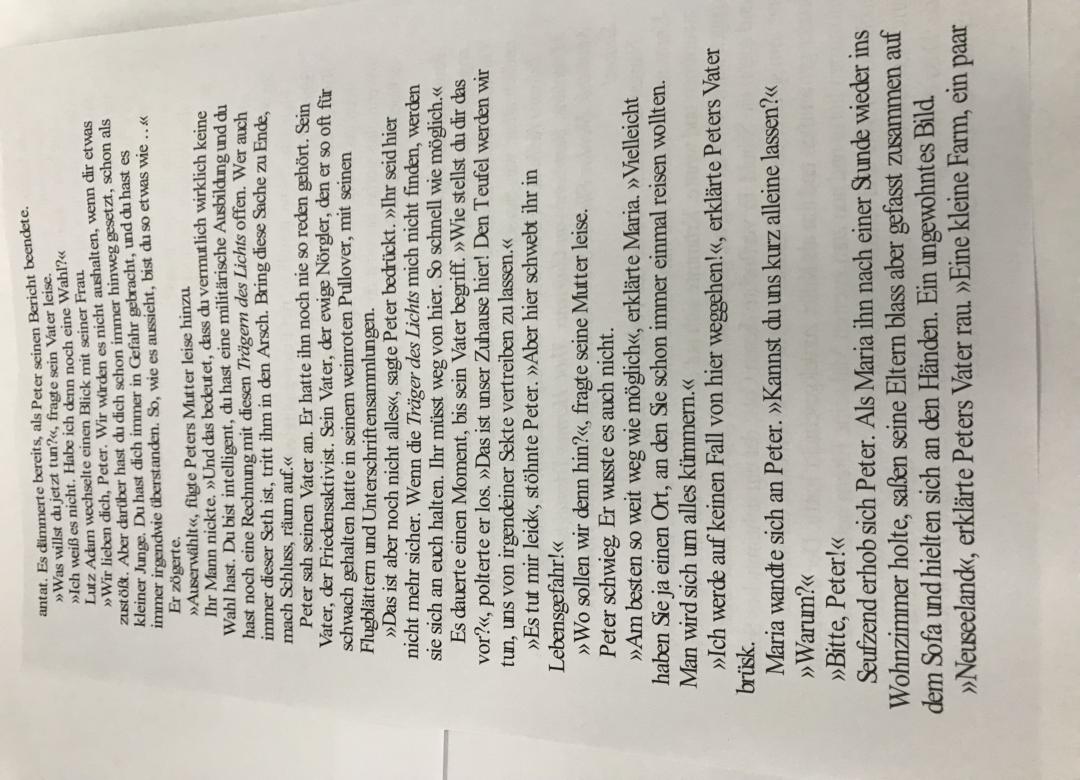 antat. Es dämmerte bereits, als Peter seinen Bericht beendete.
»Was willst du jetzt tun?«, fragte sein Vater leise.
»Ich weiß es nicht. Habe ich denn noch eine Wahl?«
Lutz Adam wechselte einen Blick mit seiner Frau.
»Wir lieben dich, Peter. Wir würden es nicht aushalten, wenn dir etwas
zustößt. Aber darüber hast du dich schon immer hinweg gesetzt, schon als
kleiner Junge. Du hast dich immer in Gefahr gebracht, und du hast es
immer irgendwie überstanden. So, wie es aussieht, bist du so etwas wie …«
Er zögerte.
»Auserwählt«, fügte Peters Mutter leise hinzu.
Ihr Mann nickte. »Und das bedeutet, dass du vermutlich wirklich keine
Wahl hast. Du bist intelligent, du hast eine militärische Ausbildung und du
hast noch eine Rechnung mit diesen Trägern des Lichts offen. Wer auch
immer dieser Seth ist, tritt ihm in den Arsch. Bring diese Sache zu Ende,
mach Schluss, räum auf.«
Peter sah seinen Vater an. Er hatte ihn noch nie so reden gehört. Sein
Vater, der Friedensaktivist. Sein Vater, der ewige Nörgler, den er so oft für
schwach gehalten hatte in seinem weinroten Pullover, mit seinen
Flugblättern und Unterschriftensammlungen.
»Das ist aber noch nicht alles«, sagte Peter bedrückt. »Ihr seid hier
nicht mehr sicher. Wenn die Träger des Lichts mich nicht finden, werden
sie sich an euch halten. Ihr müsst weg von hier. So schnell wie möglich.«
Es dauerte einen Moment, bis sein Vater begriff. »Wie stellst du dir das
vor?«, polterte er los. »Das ist unser Zuhause hier! Den Teufel werden wir
tun, uns von irgendeiner Sekte vertreiben zu lassen.«
»Es tut mir leid«, stöhnte Peter. »Aber hier schwebt ihr in
Lebensgefahr!«
»Wo sollen wir denn hin?«, fragte seine Mutter leise.
Peter schwieg. Er wusste es auch nicht.
»Am besten so weit weg wie möglich«, erklärte Maria. »Vielleicht
haben Sie ja einen Ort, an den Sie schon immer einmal reisen wollten.
Man wird sich um alles kümmern.«
»Ich werde auf keinen Fall von hier weggehen!«, erklärte Peters Vater
brüsk.
Maria wandte sich an Peter. »Kannst du uns kurz alleine lassen?«
»Warum?«
»Bitte, Peter!«
Seufzend erhob sich Peter. Als Maria ihn nach einer Stunde wieder ins
Wohnzimmer holte, saßen seine Eltern blass aber gefasst zusammen auf
dem Sofa und hielten sich an den Händen. Ein ungewohntes Bild.
»Neuseeland«, erklärte Peters Vater rau. »Eine kleine Farm, ein paar